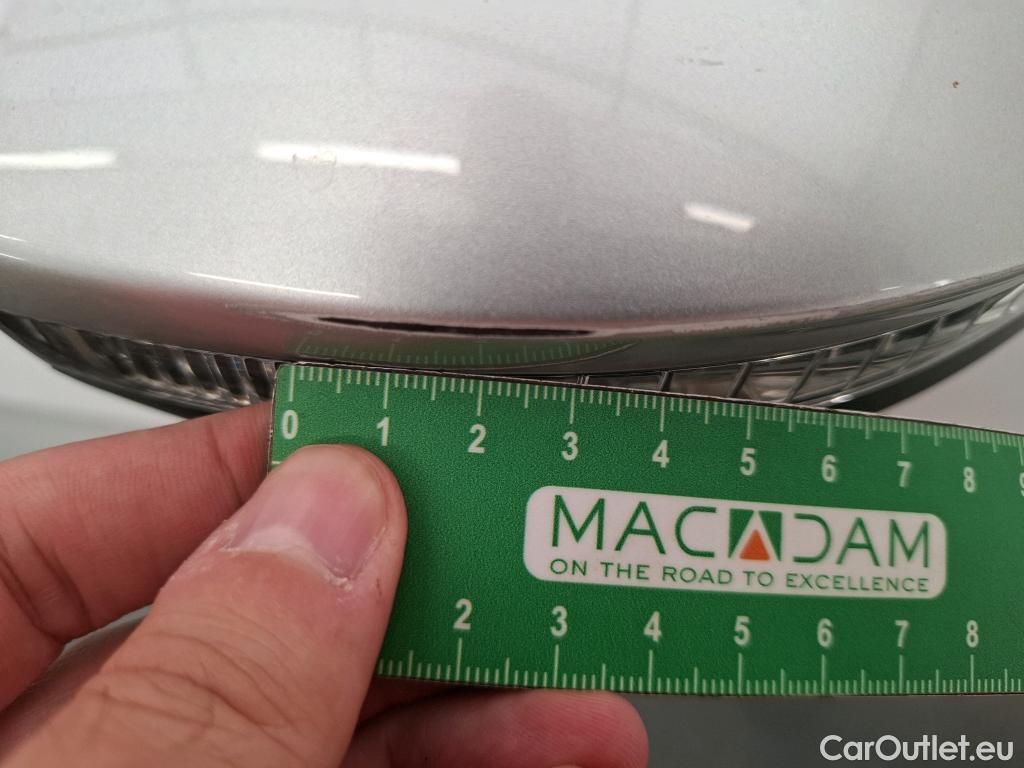 0 1 2 3 4 5 6 7 8 9
MACADAM
ON THE ROAD TO EXCELLENCE
2 3 4 5 6 7 8
CarOutlet.eu